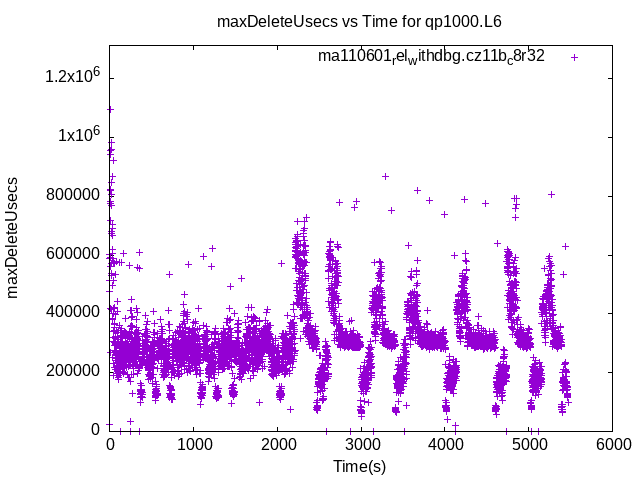 maxDeleteUsecs vs Time for qp1000.L6
ma110601_rel_withdbg.cz11b_c8r32
1.2x10^6
1x10^6
800000
600000
400000
200000
0
maxDeleteUsecs
0 1000 2000 3000 4000 5000 6000
Time(s)